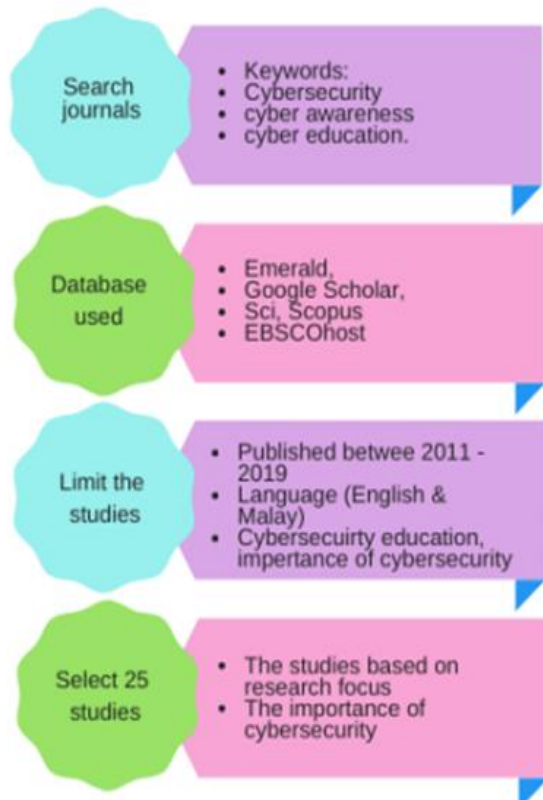 Search
journals
• Keywords:
• Cybersecurity
• cyber awareness
• cyber education.
Database
used
• Emerald,
• Google Scholar,
• Sci, Scopus
• EBSCOhost
Limit the
studies
• Published betwee 2011 -
2019
• Language (English &
Malay)
• Cybersecuirty education,
impertance of cybersecurity
Select 25
studies
• The studies based on
research focus
• The importance of
cybersecurity